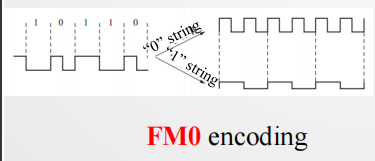 1 0 1 1 0
“0” string
“1” string
FM0 encoding